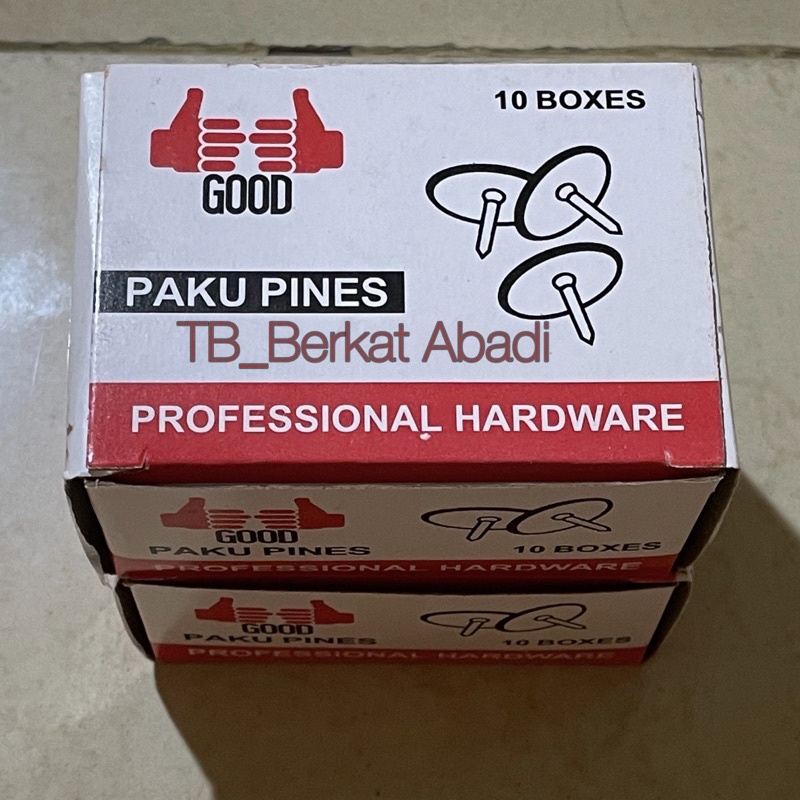 10 BOXES
GOOD
PAKU PINES
TB_Berkat Abadi
PROFESSIONAL HARDWARE
GOOD
PAKU PINES
10 BOXES
PROFESSIONAL HARDWARE
GOOD
PAKU PINES
10 BOXES
PROFESSIONAL HARDWARE